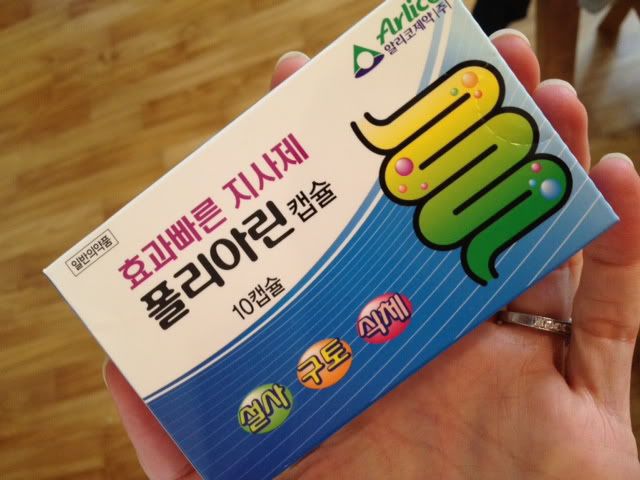 Arlico
알리코제약(주)
일반의약품
효과빠른 지사제
폴리아린 캡슐
10캡슐
설사 구토 식체